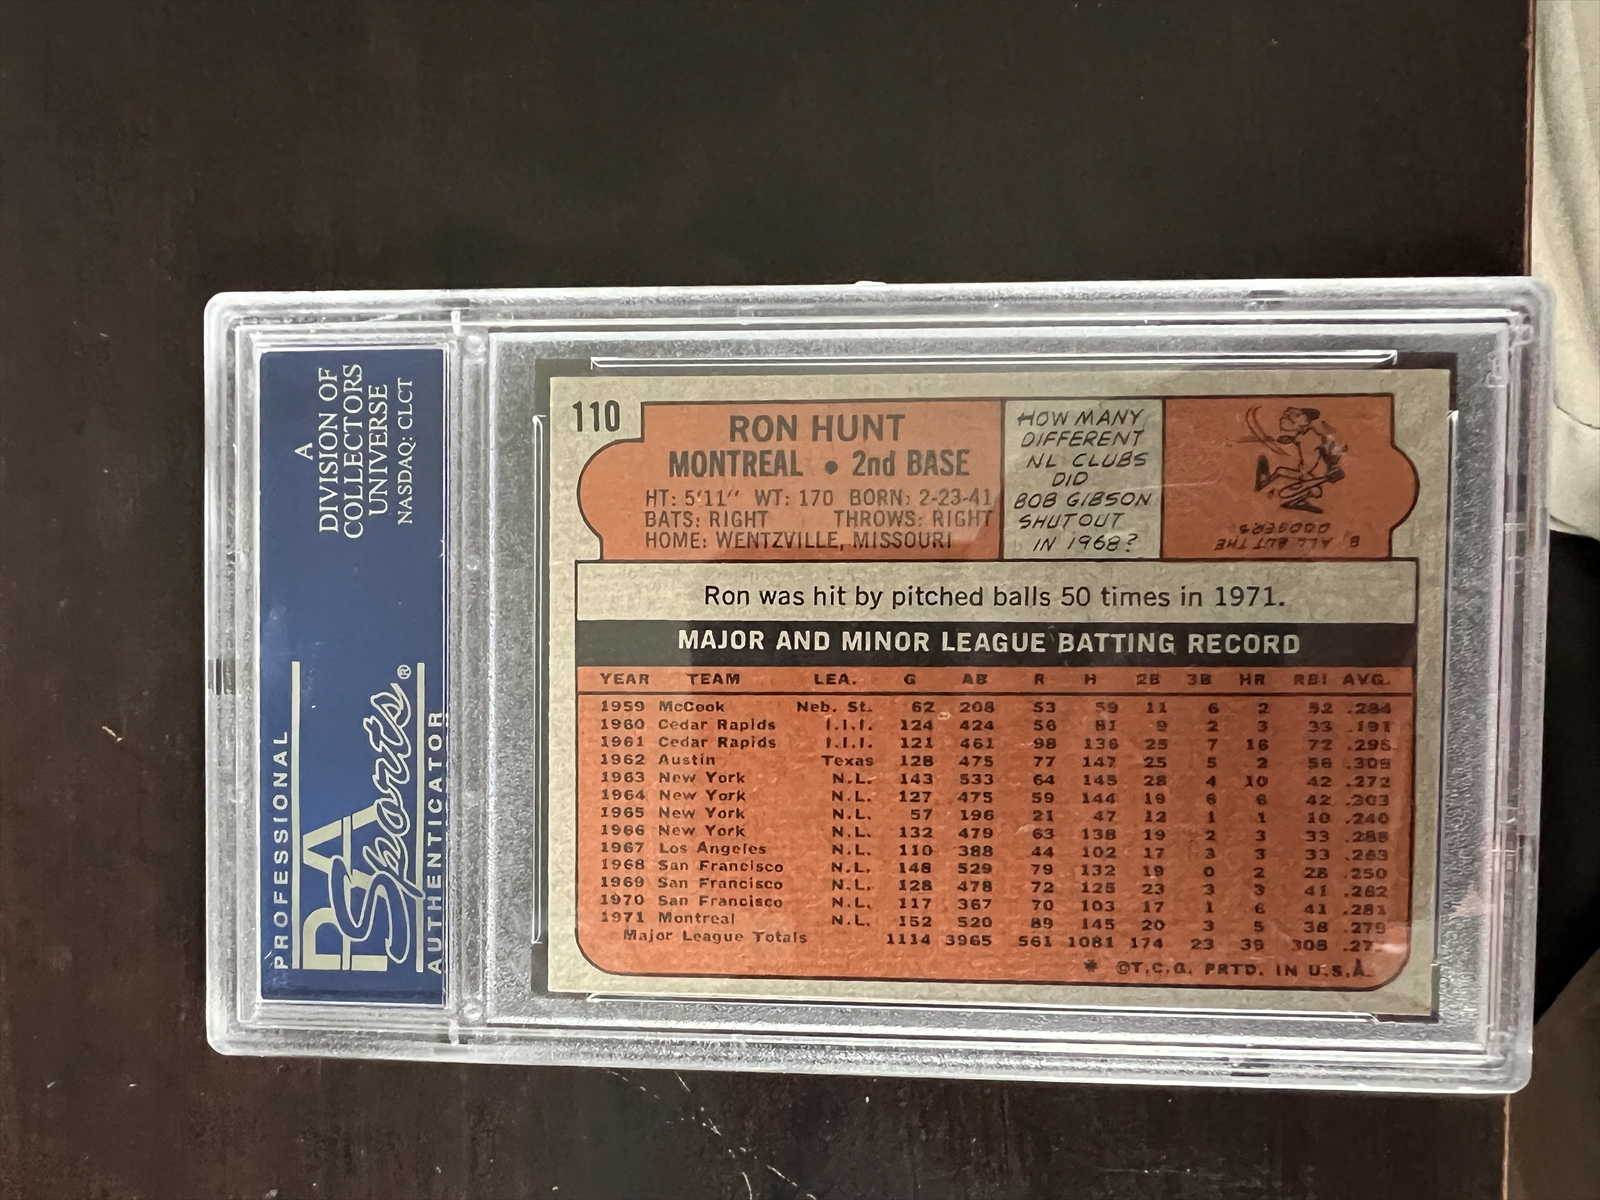 A
DIVISION OF
COLLECTORS
UNIVERSE
NASDAQ: CLCT
PROFESSIONAL
PSA
Sports®
AUTHENTICATOR
110
RON HUNT
MONTREAL • 2nd BASE
HT: 5'11" WT: 170 BORN: 2-23-41
BATS: RIGHT THROWS: RIGHT
HOME: WENTZVILLE, MISSOURI
HOW MANY
DIFFERENT
NL CLUBS
DID
BOB GIBSON
SHUTOUT
IN 1968?
ALL BUT THE
DODGERS
Ron was hit by pitched balls 50 times in 1971.
MAJOR AND MINOR LEAGUE BATTING RECORD
YEAR TEAM LEA. G AB R H 2B 3B HR RBI AVG.
1959 McCook Neb. St. 62 208 53 59 11 6 2 52 .284
1960 Cedar Rapids I.I.I. 124 424 56 81 9 2 3 33 .191
1961 Cedar Rapids I.I.I. 121 461 98 136 25 7 16 72 .295
1962 Austin Texas 128 475 77 147 25 5 2 56 .309
1963 New York N.L. 143 533 64 145 28 4 10 42 .272
1964 New York N.L. 127 475 59 144 19 6 6 42 .303
1965 New York N.L. 57 196 21 47 12 1 1 10 .240
1966 New York N.L. 132 479 63 138 19 2 3 33 .288
1967 Los Angeles N.L. 110 388 44 102 17 3 3 33 .263
1968 San Francisco N.L. 148 529 79 132 19 0 2 28 .250
1969 San Francisco N.L. 128 478 72 125 23 3 3 41 .262
1970 San Francisco N.L. 117 367 70 103 17 1 6 41 .281
1971 Montreal N.L. 152 520 89 145 20 3 5 38 .279
Major League Totals 1114 3965 561 1081 174 23 39 308
* ©T.C.G. PRTD. IN U.S.A.